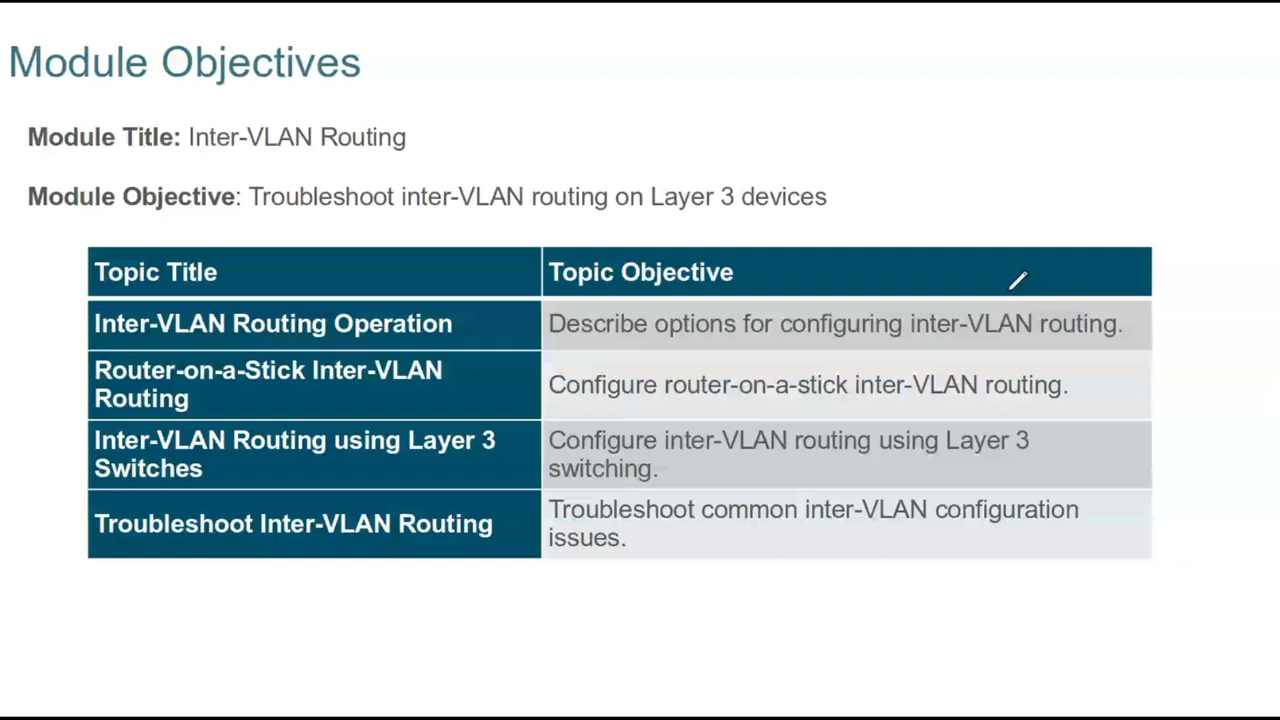 Module Objectives
Module Title: Inter-VLAN Routing
Module Objective: Troubleshoot inter-VLAN routing on Layer 3 devices
Topic Title
Topic Objective
Inter-VLAN Routing Operation
Describe options for configuring inter-VLAN routing.
Router-on-a-Stick Inter-VLAN
Routing
Configure router-on-a-stick inter-VLAN routing.
Inter-VLAN Routing using Layer 3
Switches
Configure inter-VLAN routing using Layer 3
switching.
Troubleshoot Inter-VLAN Routing
Troubleshoot common inter-VLAN configuration
issues.